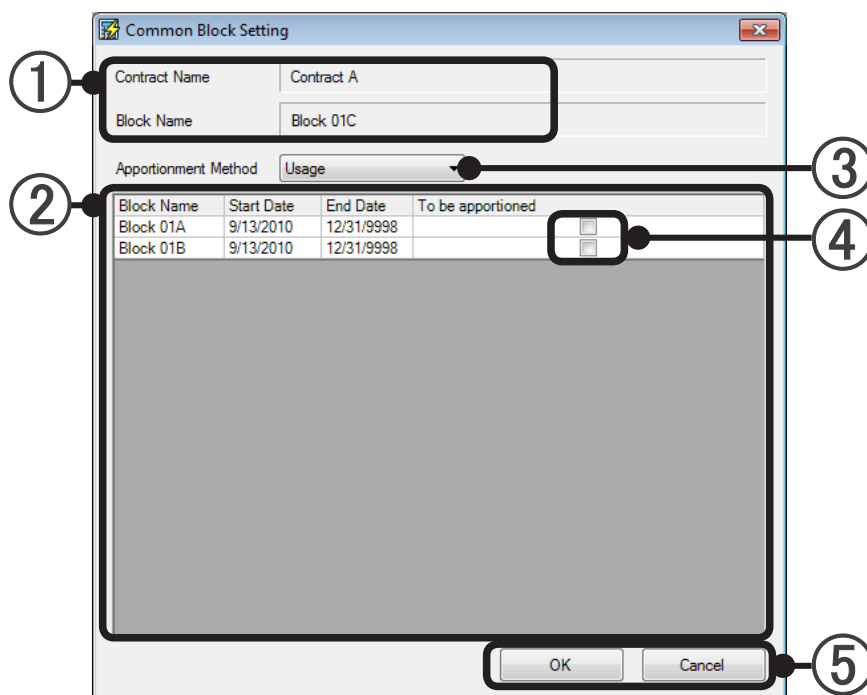 Common Block Setting
① Contract Name Contract A
Block Name Block 01C
Apportionment Method Usage ③
②
Block Name Start Date End Date To be apportioned
Block 01A 9/13/2010 12/31/9998
④
Block 01B 9/13/2010 12/31/9998
OK Cancel ⑤